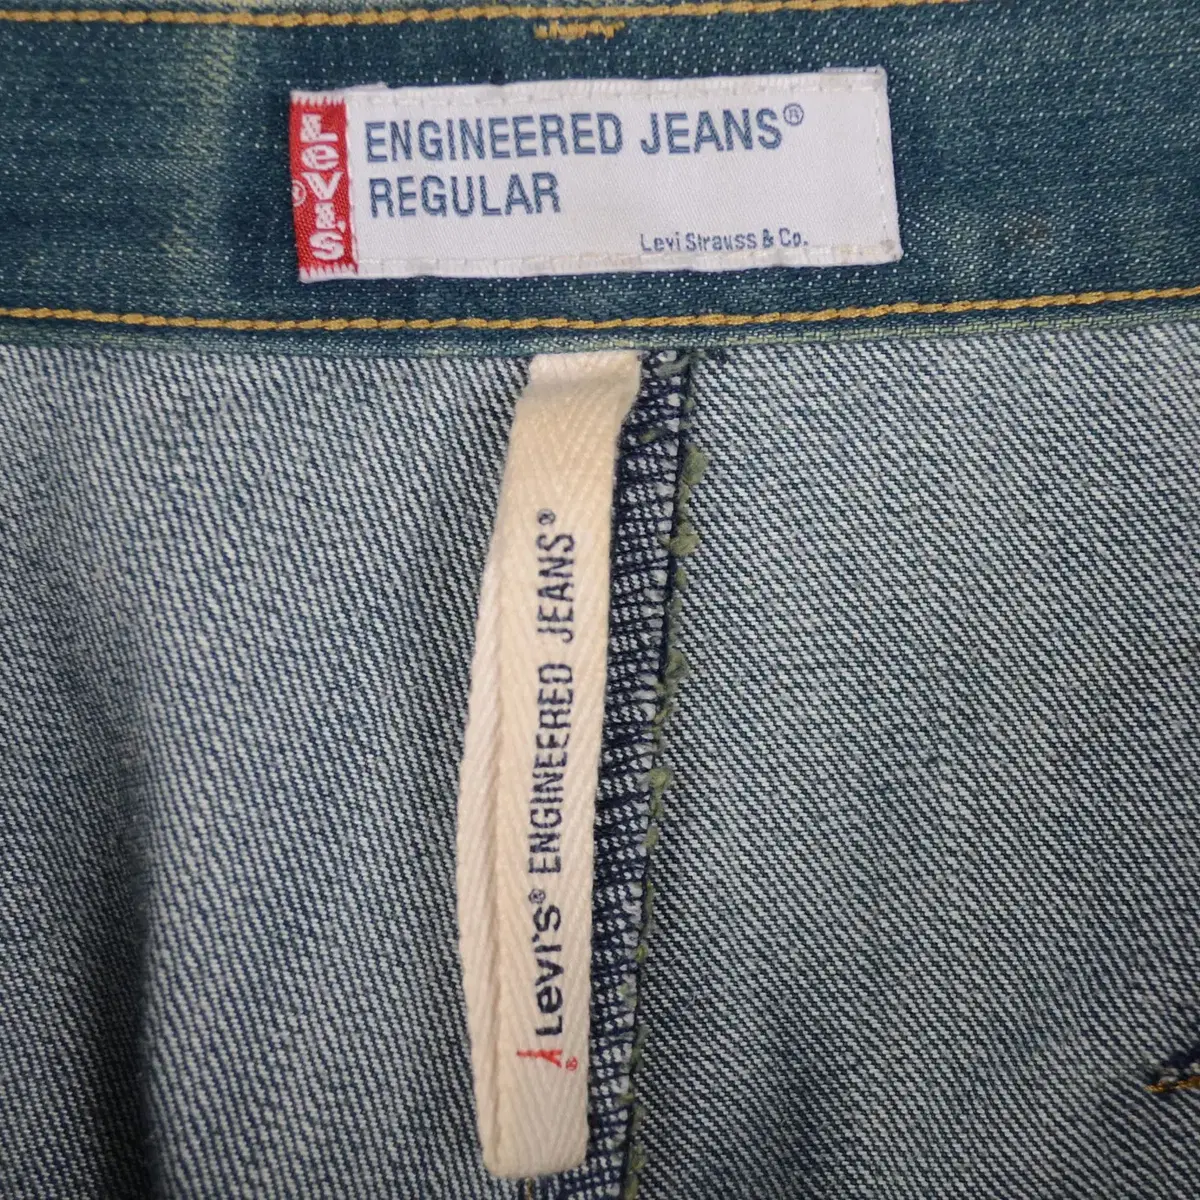 Levi's®
ENGINEERED JEANS®
REGULAR
Levi Strauss & Co.
Levi's® ENGINEERED JEANS®
®